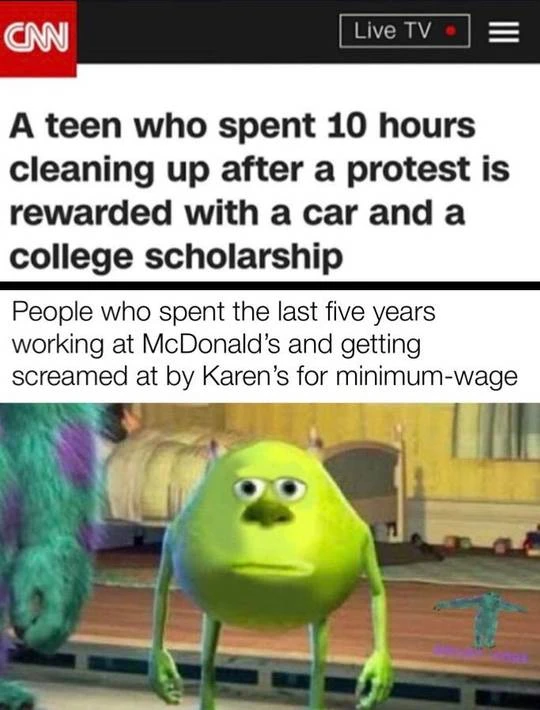 CNN
Live TV
A teen who spent 10 hours
cleaning up after a protest is
rewarded with a car and a
college scholarship
People who spent the last five years
working at McDonald’s and getting
screamed at by Karen’s for minimum-wage